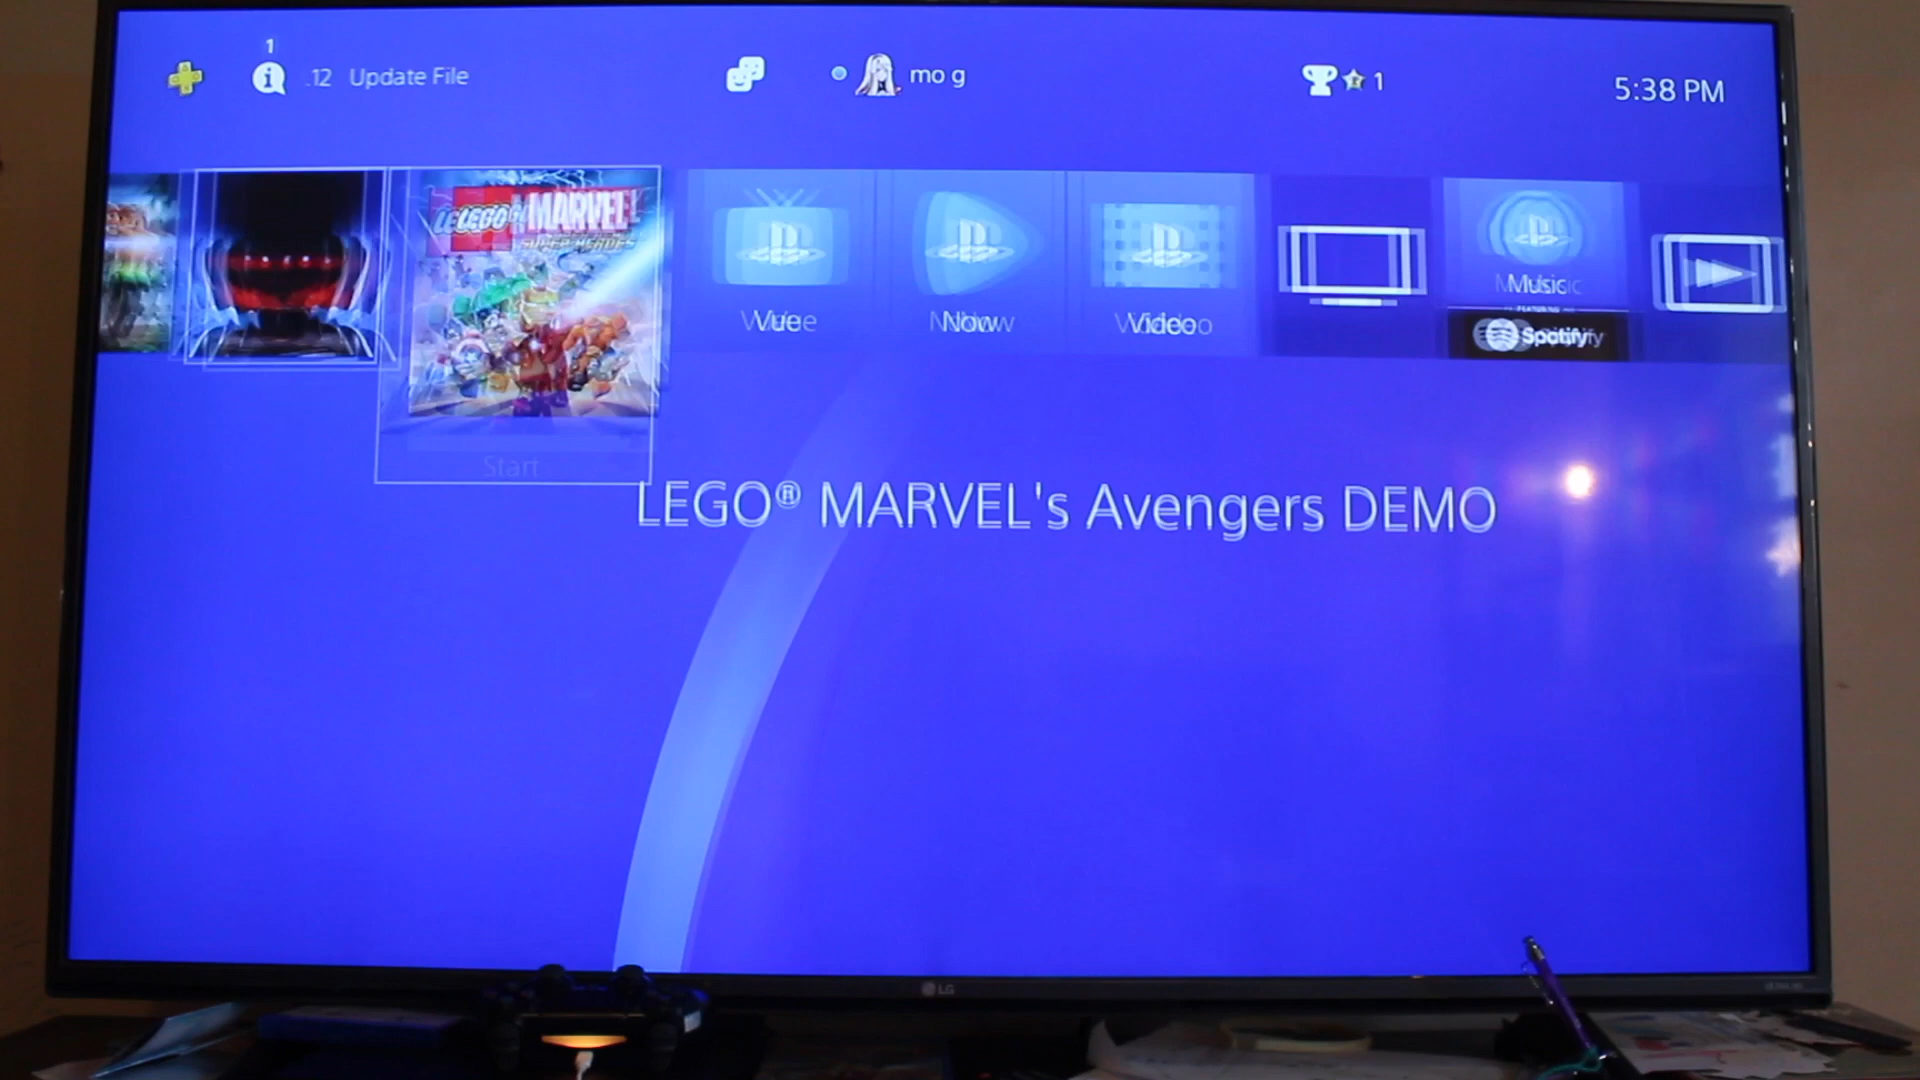 1
.12 Update File
mo g
1
5:38 PM
LEGO MARVEL
SUPER HEROES
Vue
Now
Video
Music
FEATURING
Spotify
Start
LEGO® MARVEL's Avengers DEMO
LG